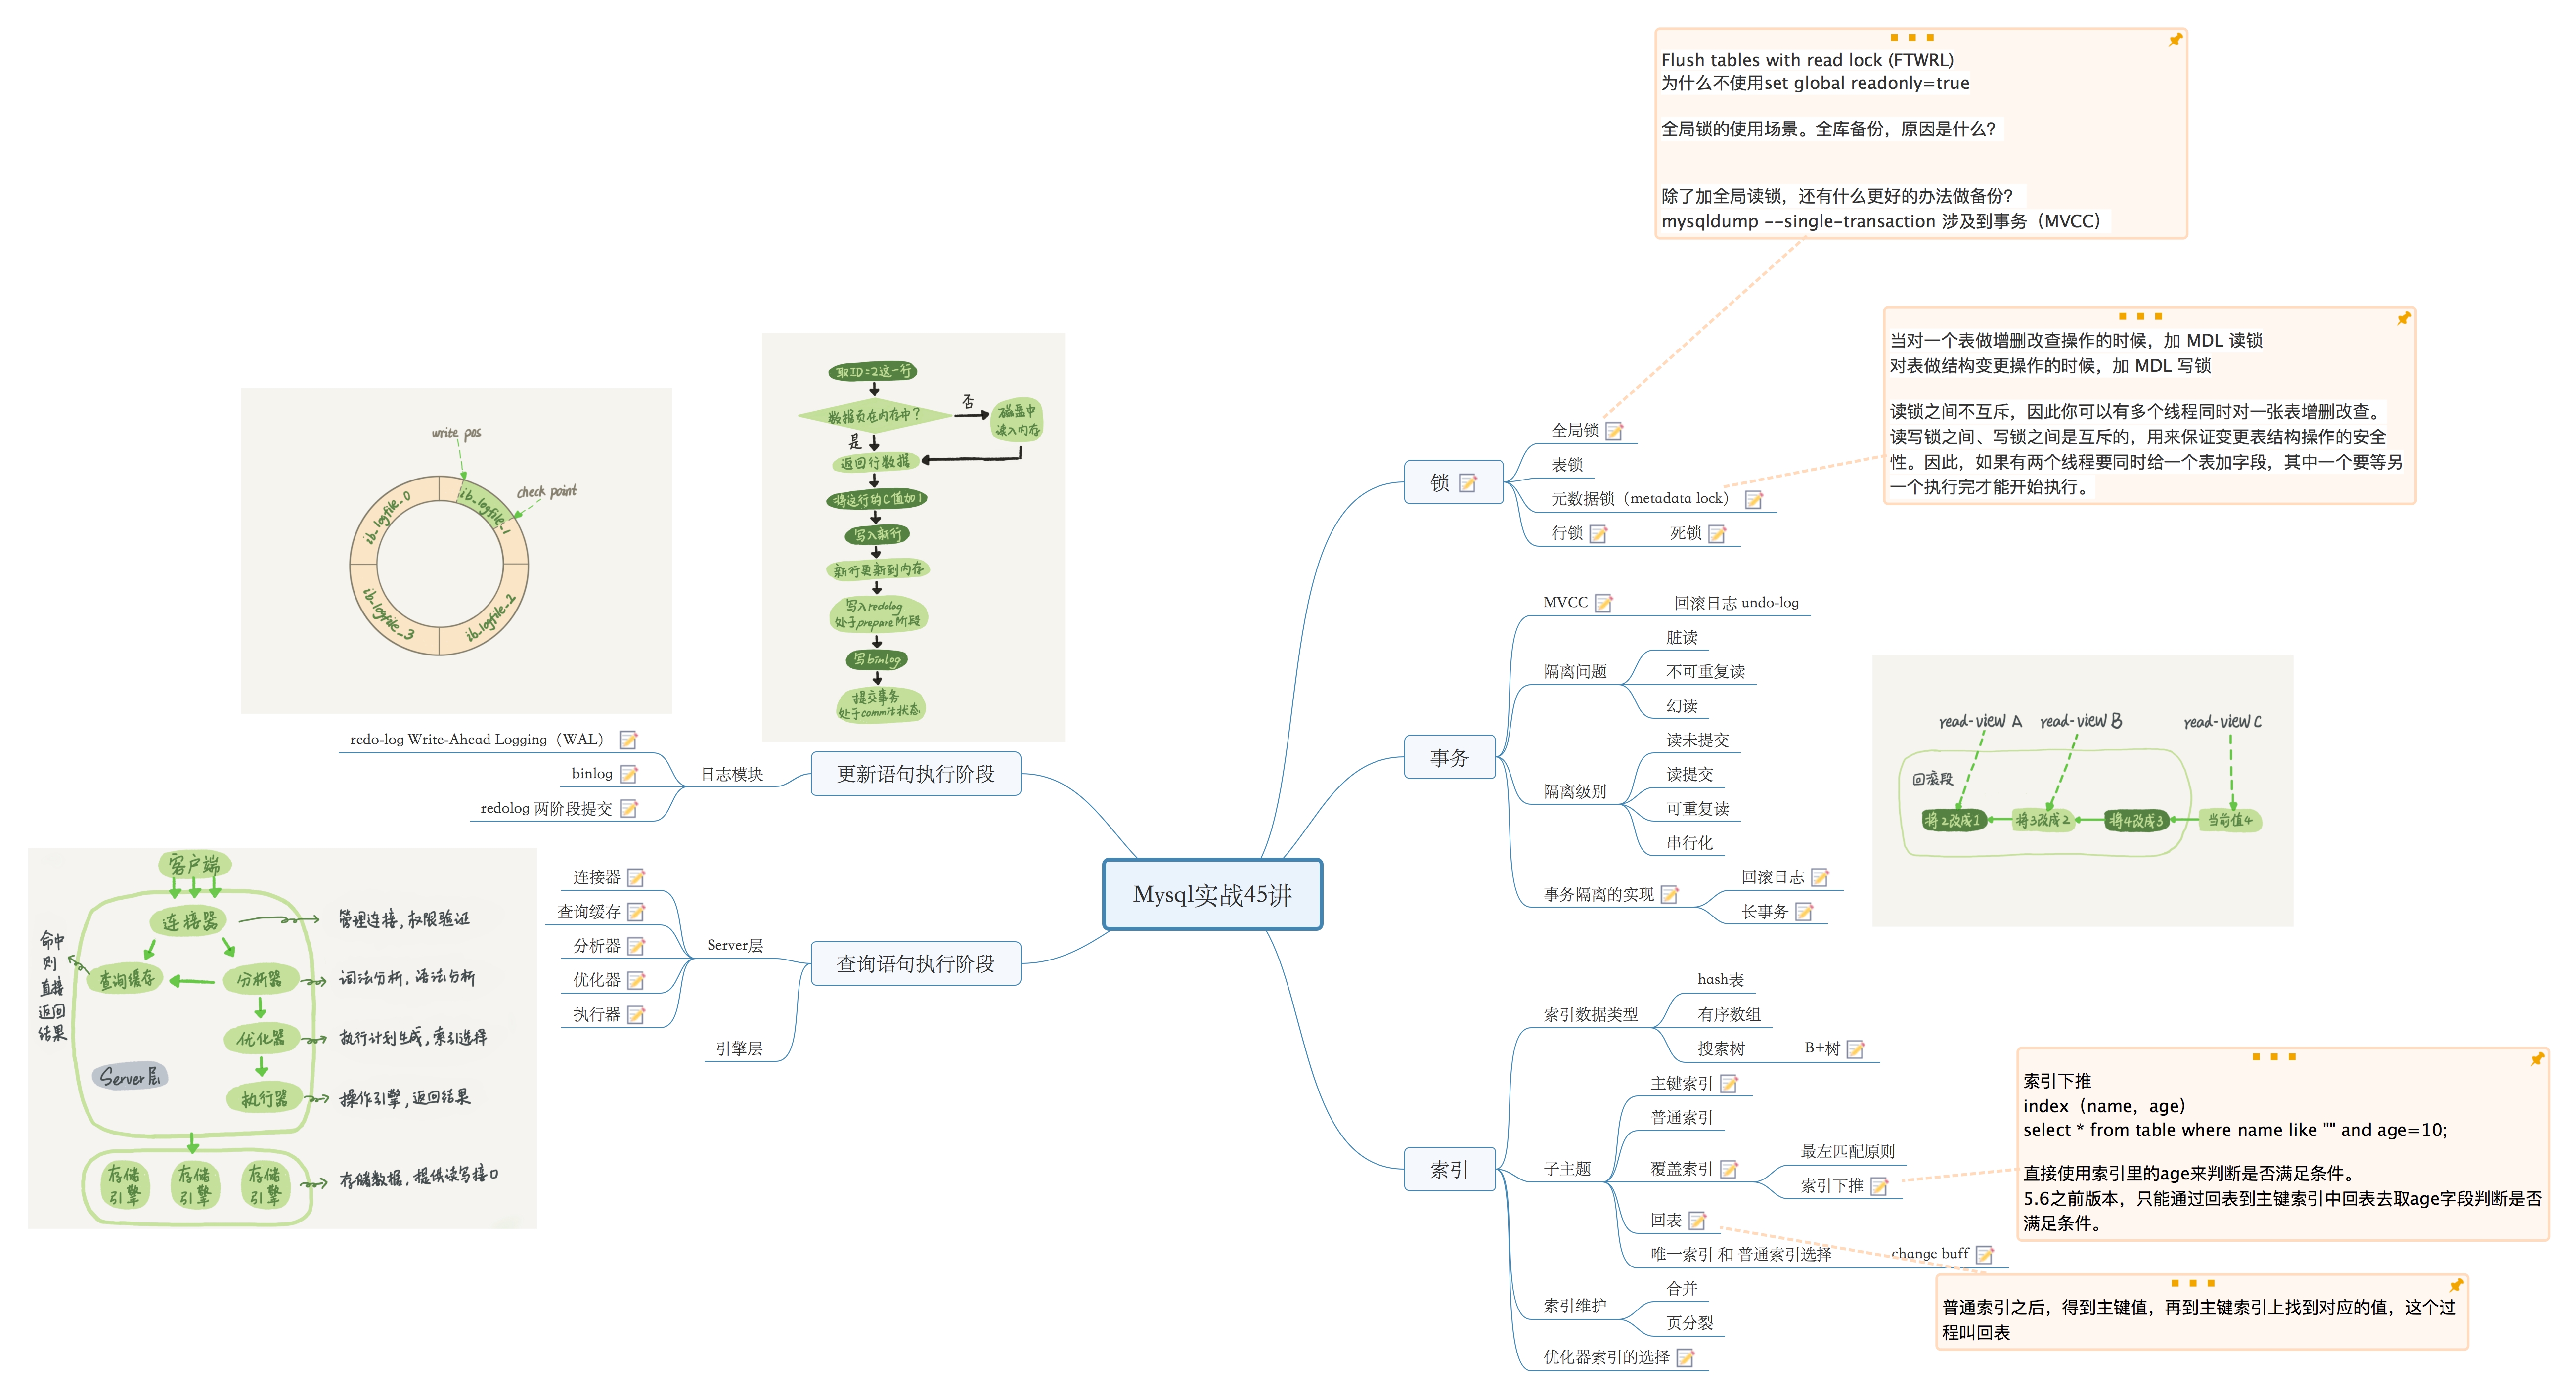 Mysql实战45讲
更新语句执行阶段
日志模块
redo-log Write-Ahead Logging（WAL）
binlog
redolog 两阶段提交
write pos
check point
ib_logfile_0
ib_logfile_1
ib_logfile_2
ib_logfile_3
取ID=2这一行
数据页在内存中?
否
磁盘中
读入内存
是
返回行数据
将这行的C值加1
写入新行
新行更新到内存
写入redolog
处于prepare阶段
写binlog
提交事务
处于commit状态
查询语句执行阶段
Server层
连接器
查询缓存
分析器
优化器
执行器
引擎层
客户端
连接器
管理连接,权限验证
命中
则
直接
返回
结果
查询缓存
分析器
词法分析,语法分析
优化器
执行计划生成,索引选择
Server层
执行器
操作引擎,返回结果
存储
引擎
存储
引擎
存储
引擎
存储数据,提供读写接口
锁
全局锁
表锁
元数据锁（metadata lock）
行锁
死锁
Flush tables with read lock (FTWRL)
为什么不使用set global readonly=true
全局锁的使用场景。全库备份，原因是什么？
除了加全局读锁，还有什么更好的办法做备份？
mysqldump --single-transaction 涉及到事务（MVCC）
当对一个表做增删改查操作的时候，加 MDL 读锁
对表做结构变更操作的时候，加 MDL 写锁
读锁之间不互斥，因此你可以有多个线程同时对一张表增删改查。
读写锁之间、写锁之间是互斥的，用来保证变更表结构操作的安全
性。因此，如果有两个线程要同时给一个表加字段，其中一个要等另
一个执行完才能开始执行。
事务
MVCC
回滚日志 undo-log
隔离问题
脏读
不可重复读
幻读
隔离级别
读未提交
读提交
可重复读
串行化
事务隔离的实现
回滚日志
长事务
read-view A
read-view B
read-view C
回滚段
将2改成1
将3改成2
将4改成3
当前值4
索引
索引数据类型
hash表
有序数组
搜索树
B+树
子主题
主键索引
普通索引
覆盖索引
最左匹配原则
索引下推
回表
唯一索引 和 普通索引选择
change buff
索引维护
合并
页分裂
优化器索引的选择
索引下推
index（name，age）
select * from table where name like "" and age=10;
直接使用索引里的age来判断是否满足条件。
5.6之前版本，只能通过回表到主键索引中回表去取age字段判断是否
满足条件。
普通索引之后，得到主键值，再到主键索引上找到对应的值，这个过
程叫回表